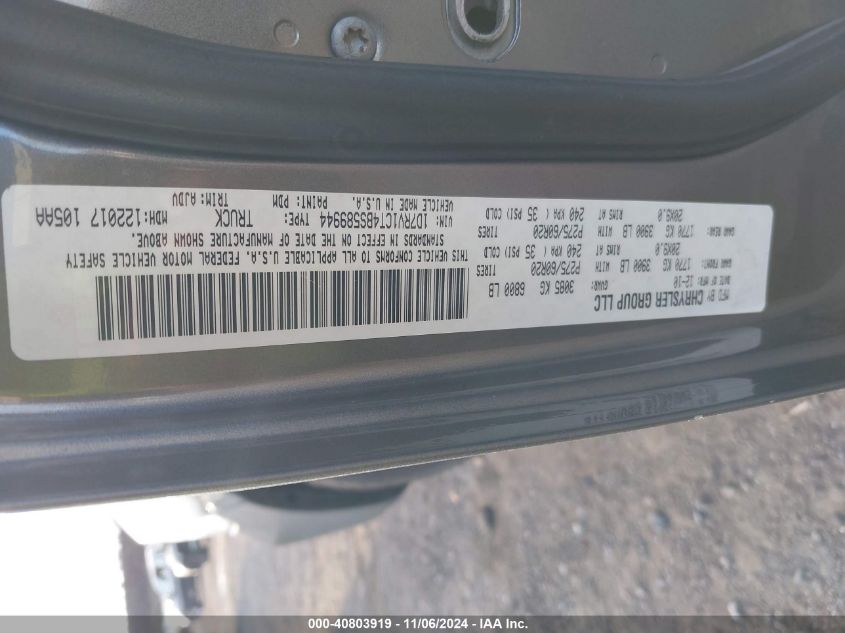 MFD BY CHRYSLER GROUP LLC
DATE OF MFR: 12-10 GVWR: 3085 KG 6800 LB
GAWR FRONT: 1770 KG 3900 LB WITH P275/60R20 TIRES
20X9.0 RIMS AT 240 KPA ( 35 PSI) COLD
GAWR REAR: 1770 KG 3900 LB WITH P275/60R20 TIRES
20X9.0 RIMS AT 240 KPA ( 35 PSI) COLD
THIS VEHICLE CONFORMS TO ALL APPLICABLE U.S.A. FEDERAL MOTOR VEHICLE SAFETY
STANDARDS IN EFFECT ON THE DATE OF MANUFACTURE SHOWN ABOVE.
VIN: 1D7RV1CT4BS589944 TYPE: TRUCK MDH: 122017 105AA
VEHICLE MADE IN U.S.A. PAINT: PDM TRIM: AJDV
000-40803919 - 11/06/2024 - IAA Inc.